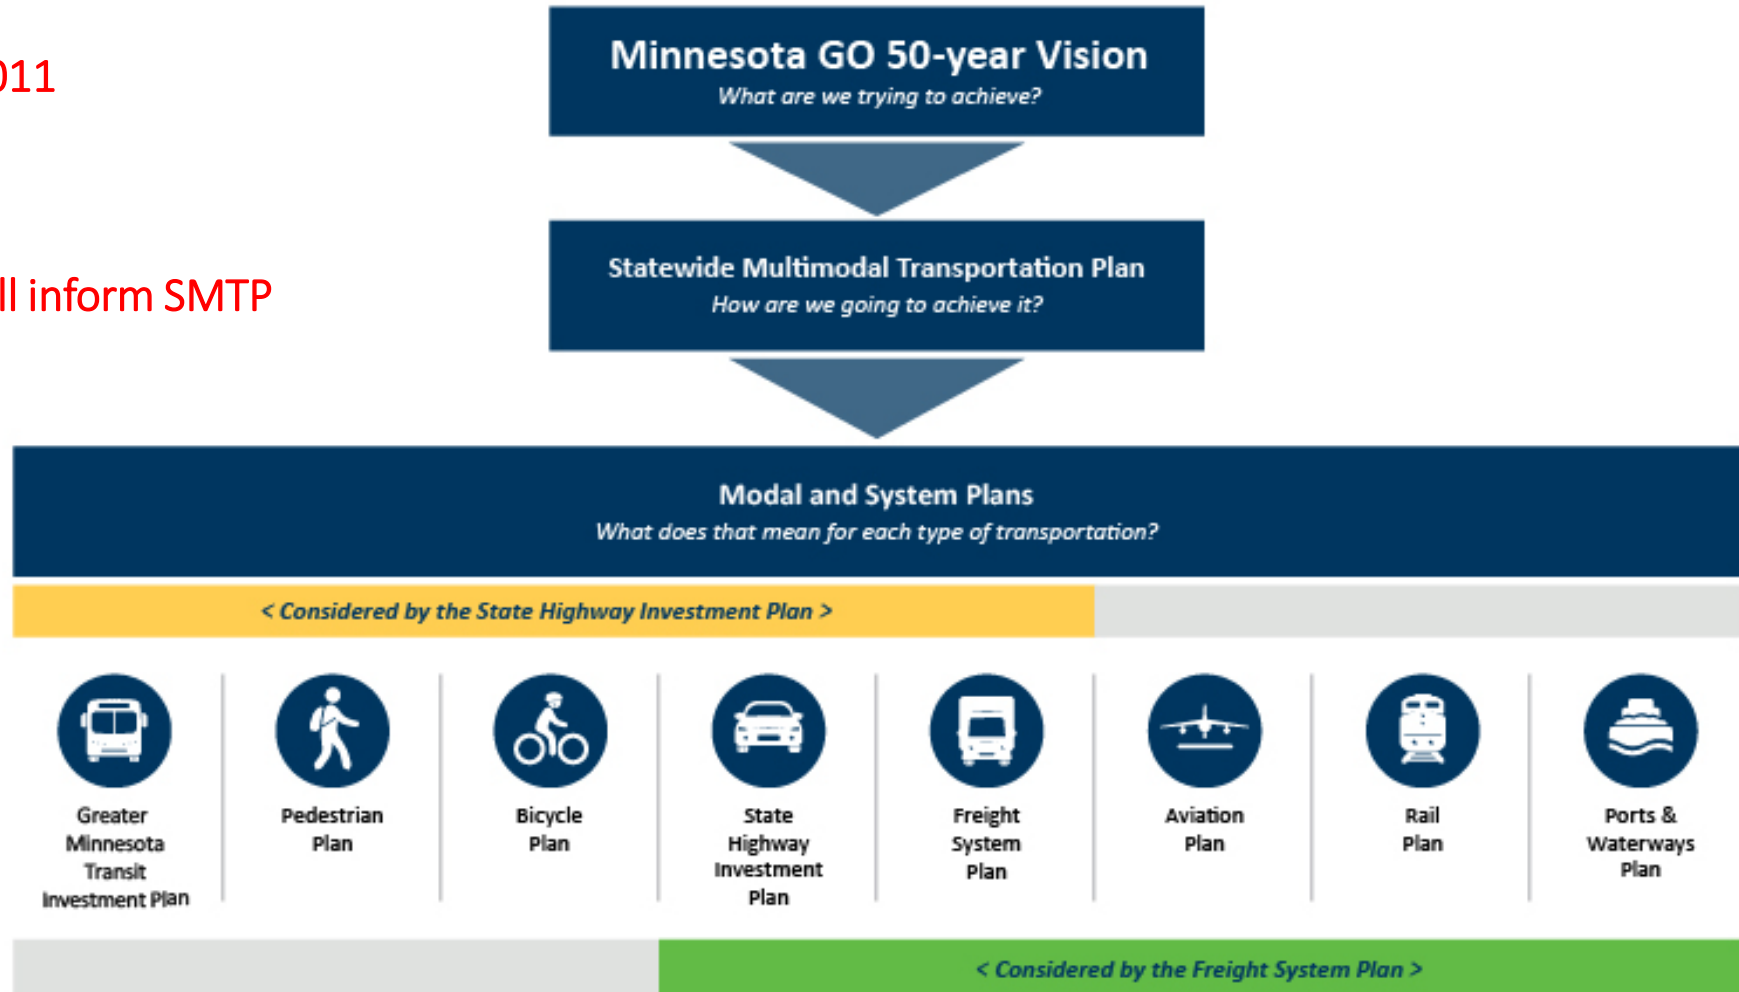 Minnesota GO 50-year Vision
What are we trying to achieve?
011
Statewide Multimodal Transportation Plan
How are we going to achieve it?
ll inform SMTP
Modal and System Plans
What does that mean for each type of transportation?
< Considered by the State Highway Investment Plan >
Greater
Minnesota
Transit
Investment Plan
Pedestrian
Plan
Bicycle
Plan
State
Highway
Investment
Plan
Freight
System
Plan
Aviation
Plan
Rail
Plan
Ports &
Waterways
Plan
< Considered by the Freight System Plan >